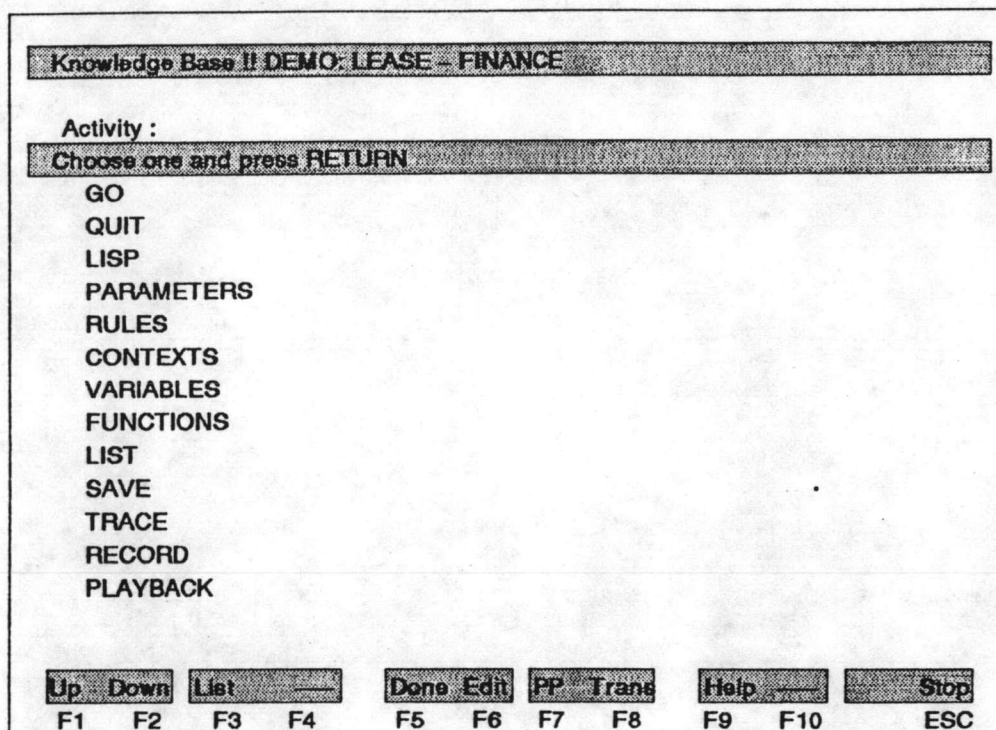 Knowledge Base !! DEMO: LEASE – FINANCE
Activity :
Choose one and press RETURN
GO
QUIT
LISP
PARAMETERS
RULES
CONTEXTS
VARIABLES
FUNCTIONS
LIST
SAVE
TRACE
RECORD
PLAYBACK
Up Down List —— Done Edit PP Trans Help —— Stop
F1 F2 F3 F4 F5 F6 F7 F8 F9 F10 ESC